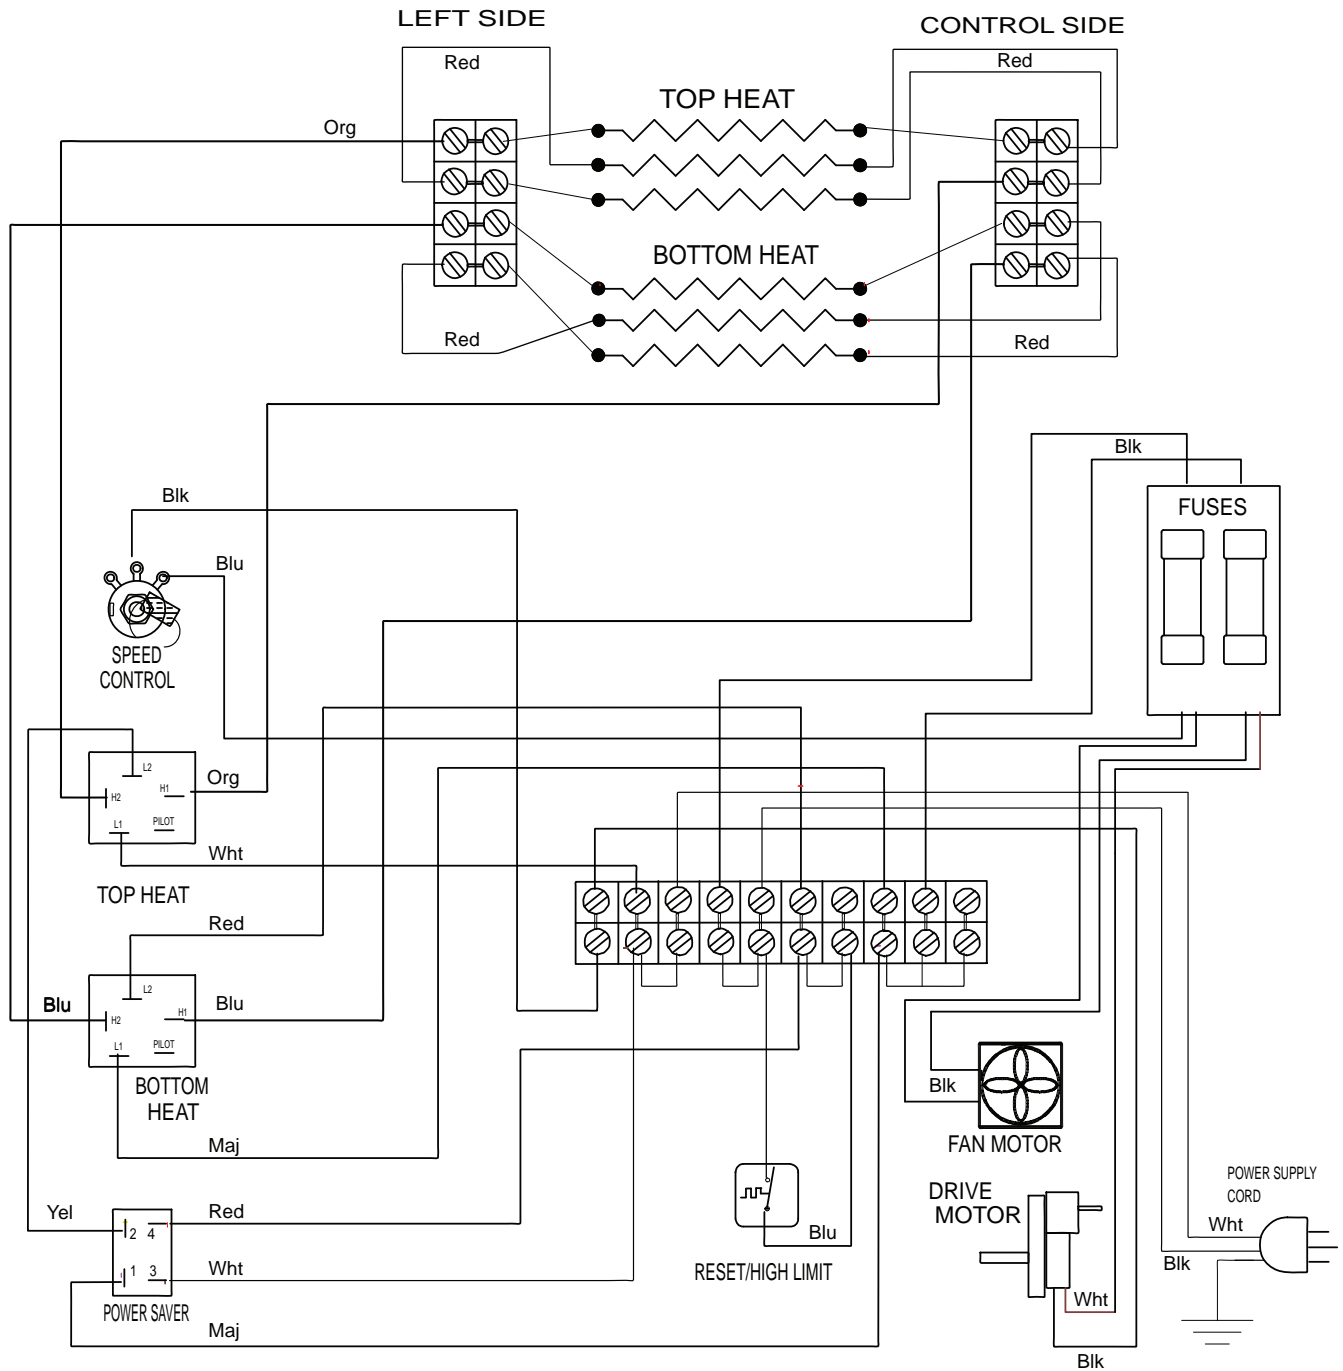 LEFT SIDE
CONTROL SIDE
Red
Red
TOP HEAT
Org
BOTTOM HEAT
Red
Red
Blk
FUSES
Blk
Blu
SPEED
CONTROL
L2
H1
H2
L1
PILOT
Org
Wht
TOP HEAT
Red
L2
H1
H2
L1
PILOT
Blu
Blu
BOTTOM
HEAT
Maj
Blk
FAN MOTOR
DRIVE
MOTOR
POWER SUPPLY
CORD
Yel
2 4
Red
Wht
1 3
Wht
Blu
Blk
RESET/HIGH LIMIT
POWER SAVER
Wht
Maj
Blk